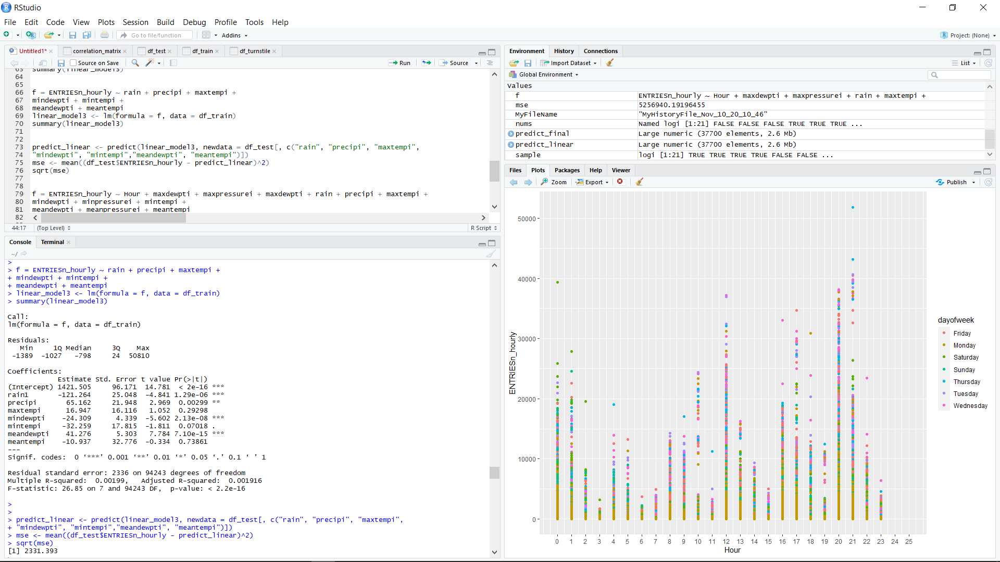 RStudio
File Edit Code View Plots Session Build Debug Profile Tools Help
Go to file/function Addins Project: (None)
Untitled1* correlation_matrix df_test df_train df_turnstile
Source on Save Run Source
63 summary(linear_model3)
64
65
66 f = ENTRIESn_hourly ~ rain + precipi + maxtempi +
67 mindewpti + mintempi +
68 meandewpti + meantempi
69 linear_model3 <- lm(formula = f, data = df_train)
70 summary(linear_model3)
71
72
73 predict_linear <- predict(linear_model3, newdata = df_test[, c("rain", "precipi", "maxtempi",
74 "mindewpti", "mintempi","meandewpti", "meantempi")])
75 mse <- mean((df_test$ENTRIESn_hourly - predict_linear)^2)
76 sqrt(mse)
77
78
79 f = ENTRIESn_hourly ~ Hour + maxdewpti + maxpressurei + maxdewpti + rain + precipi + maxtempi +
80 mindewpti + minpressurei + mintempi +
81 meandewpti + meanpressurei + meantempi
82
44:17 (Top Level) R Script
Console Terminal
~/
>
> f = ENTRIESn_hourly ~ rain + precipi + maxtempi +
+ mindewpti + mintempi +
+ meandewpti + meantempi
> linear_model3 <- lm(formula = f, data = df_train)
> summary(linear_model3)
Call:
lm(formula = f, data = df_train)
Residuals:
Min 1Q Median 3Q Max
-1389 -1027 -798 24 50810
Coefficients:
Estimate Std. Error t value Pr(>|t|)
(Intercept) 1421.505 96.171 14.781 < 2e-16 ***
rain1 -121.264 25.048 -4.841 1.29e-06 ***
precipi 65.162 21.948 2.969 0.00299 **
maxtempi 16.947 16.116 1.052 0.29298
mindewpti -24.309 4.339 -5.602 2.13e-08 ***
mintempi -32.259 17.815 -1.811 0.07018 .
meandewpti 41.276 5.303 7.784 7.10e-15 ***
meantempi -10.937 32.776 -0.334 0.73861
---
Signif. codes: 0 ‘***’ 0.001 ‘**’ 0.01 ‘*’ 0.05 ‘.’ 0.1 ‘ ’ 1
Residual standard error: 2336 on 94243 degrees of freedom
Multiple R-squared: 0.00199, Adjusted R-squared: 0.001916
F-statistic: 26.85 on 7 and 94243 DF, p-value: < 2.2e-16
>
>
> predict_linear <- predict(linear_model3, newdata = df_test[, c("rain", "precipi", "maxtempi",
+ "mindewpti", "mintempi","meandewpti", "meantempi")])
> mse <- mean((df_test$ENTRIESn_hourly - predict_linear)^2)
> sqrt(mse)
[1] 2331.393
Environment History Connections
Import Dataset List
Global Environment
Values
f ENTRIESn_hourly ~ Hour + maxdewpti + maxpressurei + rain + maxtempi +
mse 5256940.19196455
MyFileName "MyHistoryFile_Nov_10_20_10_46"
nums Named logi [1:21] FALSE FALSE FALSE TRUE TRUE TRUE ...
predict_final Large numeric (37700 elements, 2.6 Mb)
predict_linear Large numeric (37700 elements, 2.6 Mb)
sample logi [1:21] TRUE TRUE TRUE TRUE FALSE FALSE ...
Files Plots Packages Help Viewer
Zoom Export Publish
50000
40000
30000
20000
10000
0
ENTRIESn_hourly
0 1 2 3 4 5 6 7 8 9 10 11 12 13 14 15 16 17 18 19 20 21 22 23 24 25
Hour
dayofweek
Friday
Monday
Saturday
Sunday
Thursday
Tuesday
Wednesday